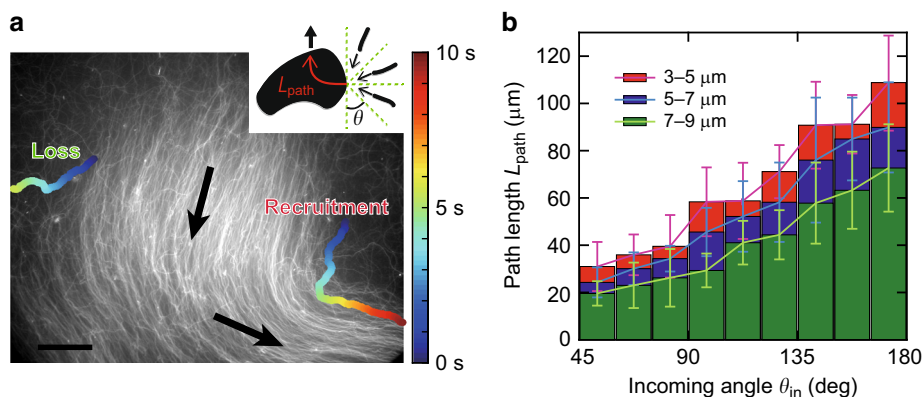 a
10 s
L_path
θ
Loss
Recruitment
5 s
0 s
b
Path length L_path (μm)
120
100
80
60
40
20
0
3–5 μm
5–7 μm
7–9 μm
45
90
135
180
Incoming angle θ_in (deg)